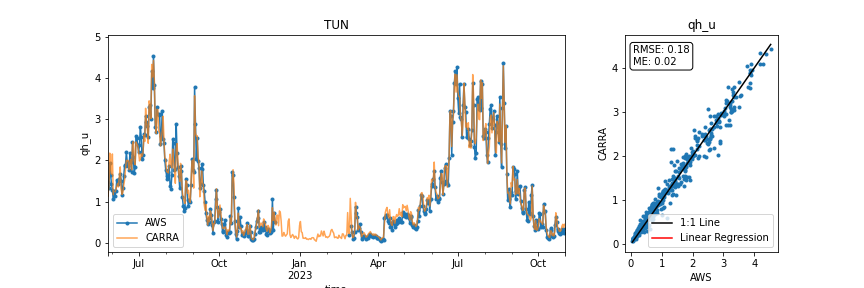 TUN
qh_u
5
4
3
2
1
0
qh_u
AWS
CARRA
Jul
Oct
Jan
2023
Apr
Jul
Oct
time
qh_u
RMSE: 0.18
ME: 0.02
4
3
2
1
0
CARRA
1:1 Line
Linear Regression
0
1
2
3
4
AWS